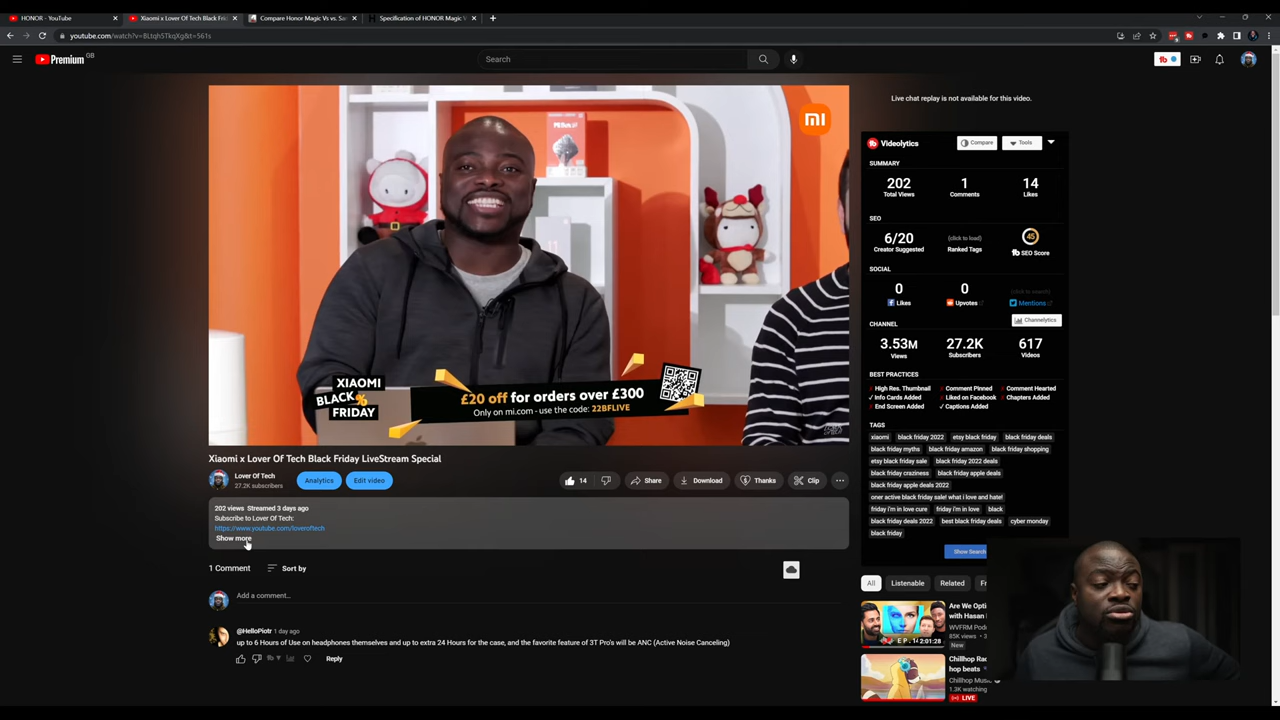 HONOR - YouTube
Xiaomi x Lover Of Tech Black Fri
Compare Honor Magic Vs vs. Sa
Specification of HONOR Magic V
youtube.com/watch?v=BLtqh5TkqXg&t=561s
Premium GB
Search
Live chat replay is not available for this video.
mi
XIAOMI
BLACK %
FRIDAY
£20 off for orders over £300
Only on mi.com - use the code: 22BFLIVE
Videolytics
Compare
Tools
SUMMARY
202 1 14
Total Views Comments Likes
SEO
6/20 (click to load) 45
Creator Suggested Ranked Tags SEO Score
SOCIAL
0 0 (click to search)
Likes Upvotes Mentions
CHANNEL
Channelytics
3.53M 27.2K 617
Views Subscribers Videos
BEST PRACTICES
x High Res. Thumbnail x Comment Pinned x Comment Hearted
✓ Info Cards Added x Liked on Facebook x Chapters Added
x End Screen Added ✓ Captions Added
TAGS
xiaomi black friday 2022 etsy black friday black friday deals
black friday myths black friday amazon black friday shopping
etsy black friday sale black friday 2022 deals
black friday craziness black friday apple deals
black friday apple deals 2022
oner active black friday sale! what i love and hate!
friday i'm in love cure friday i'm in love black
black friday deals 2022 best black friday deals cyber monday
black friday
Show Search
Xiaomi x Lover Of Tech Black Friday LiveStream Special
Lover Of Tech
27.2K subscribers
Analytics
Edit video
14
Share
Download
Thanks
Clip
202 views Streamed 3 days ago
Subscribe to Lover Of Tech:
https://www.youtube.com/loveroftech
Show more
1 Comment
Sort by
Add a comment...
@HelloPiotr 1 day ago
up to 6 Hours of Use on headphones themselves and up to extra 24 Hours for the case, and the favorite feature of 3T Pro's will be ANC (Active Noise Canceling)
Reply
All Listenable Related Fr
Are We Opti
with Hasan
WVFRM Pod
85K views
New
Chillhop Rad
hop beats
Chillhop Music
1.3K watching
LIVE